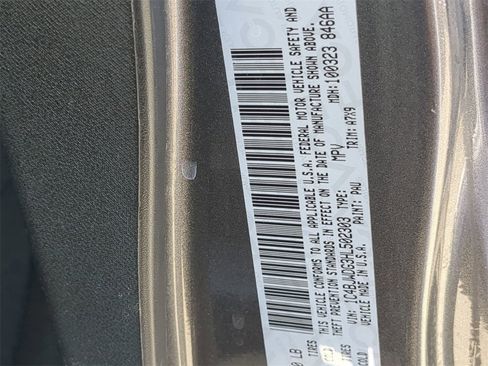 0 LB
TIRES
COLD
THIS VEHICLE CONFORMS TO ALL APPLICABLE U.S.A. FEDERAL MOTOR VEHICLE SAFETY AND
THEFT PREVENTION STANDARDS IN EFFECT ON THE DATE OF MANUFACTURE SHOWN ABOVE.
VIN: 1C4BJWDG3HL502303 TYPE: MPV MDH: 100323 846AA
MADE IN U.S.A. PAINT: PAU TRIM: A7X9